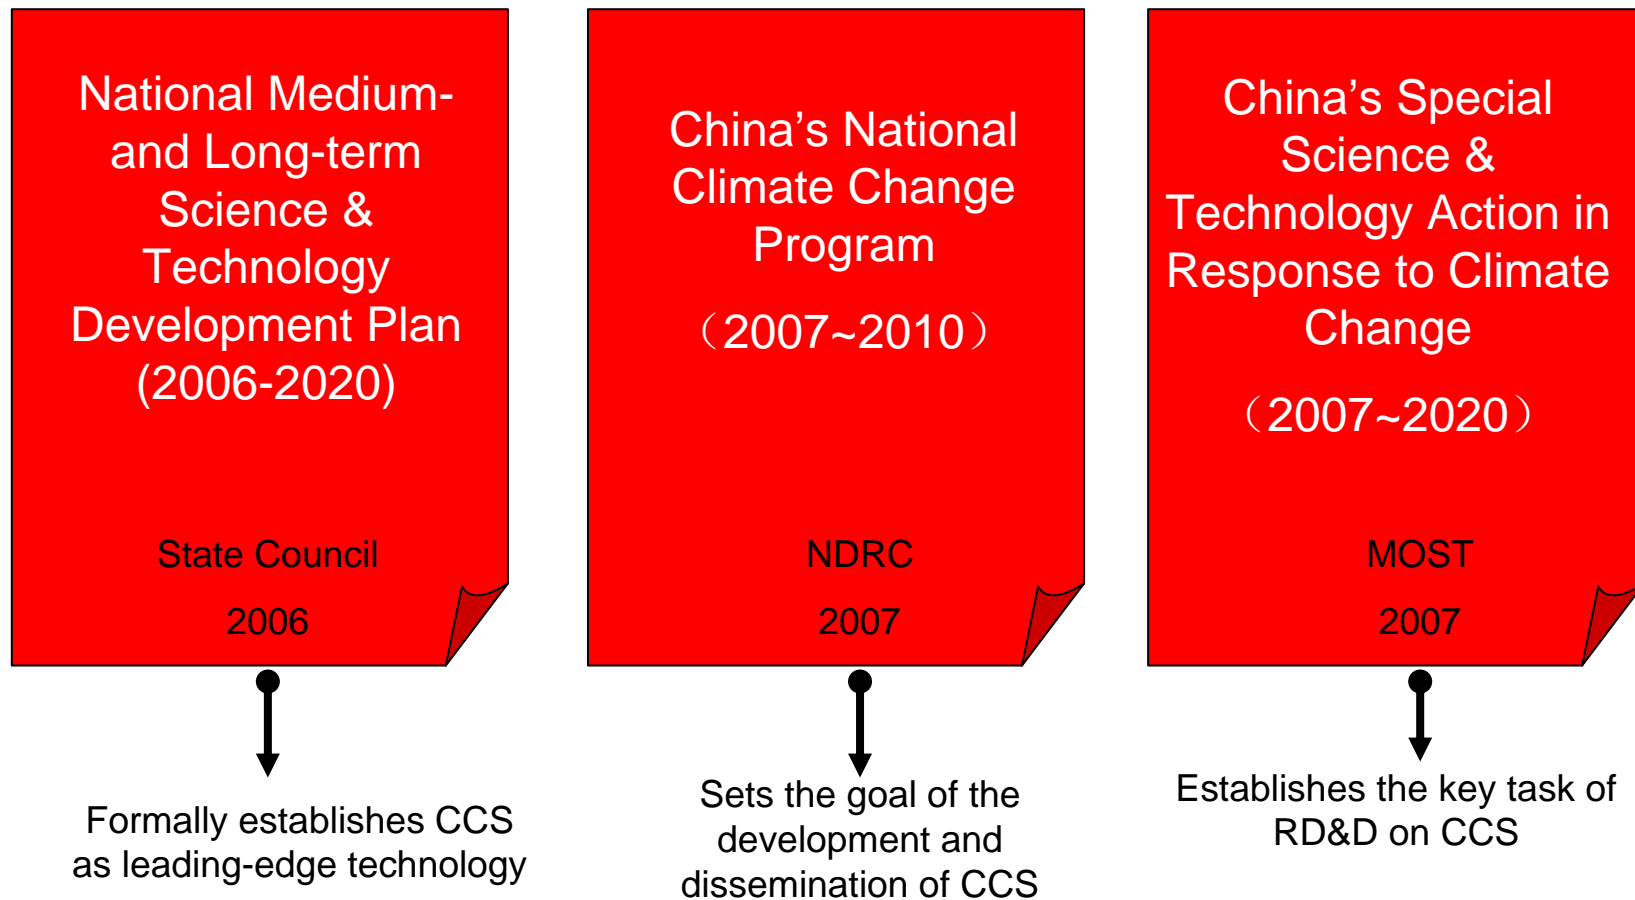 National Medium-
and Long-term
Science &
Technology
Development Plan
(2006-2020)
State Council
2006
Formally establishes CCS
as leading-edge technology
China’s National
Climate Change
Program
（2007~2010）
NDRC
2007
Sets the goal of the
development and
dissemination of CCS
China’s Special
Science &
Technology Action in
Response to Climate
Change
（2007~2020）
MOST
2007
Establishes the key task of
RD&D on CCS